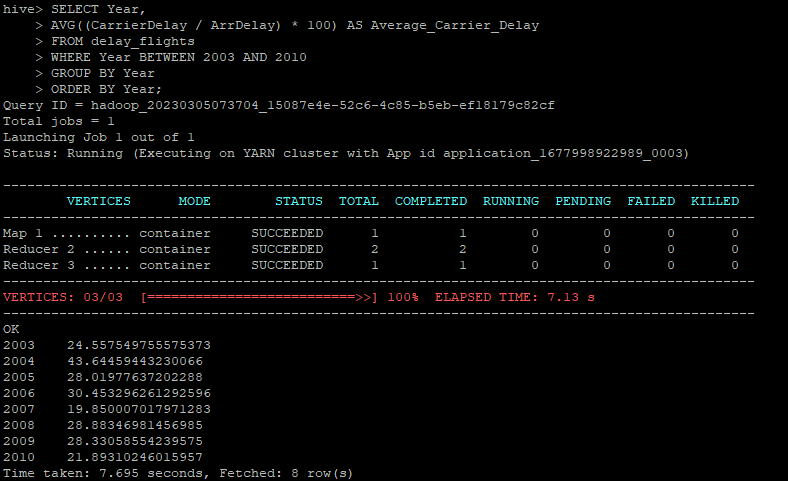 hive> SELECT Year,
    > AVG((CarrierDelay / ArrDelay) * 100) AS Average_Carrier_Delay
    > FROM delay_flights
    > WHERE Year BETWEEN 2003 AND 2010
    > GROUP BY Year
    > ORDER BY Year;
Query ID = hadoop_20230305073704_15087e4e-52c6-4c85-b5eb-ef18179c82cf
Total jobs = 1
Launching Job 1 out of 1
Status: Running (Executing on YARN cluster with App id application_1677998922989_0003)
----------------------------------------------------------------------------------------------
        VERTICES      MODE        STATUS  TOTAL  COMPLETED  RUNNING  PENDING  FAILED  KILLED
----------------------------------------------------------------------------------------------
Map 1 .......... container     SUCCEEDED      1          1        0        0       0       0
Reducer 2 ...... container     SUCCEEDED      2          2        0        0       0       0
Reducer 3 ...... container     SUCCEEDED      1          1        0        0       0       0
----------------------------------------------------------------------------------------------
VERTICES: 03/03  [==========================>>] 100%  ELAPSED TIME: 7.13 s
----------------------------------------------------------------------------------------------
OK
2003    24.557549755575373
2004    43.64459443230066
2005    28.01977637202288
2006    30.453296261292596
2007    19.850007017971283
2008    28.88346981456985
2009    28.33058554239575
2010    21.89310246015957
Time taken: 7.695 seconds, Fetched: 8 row(s)